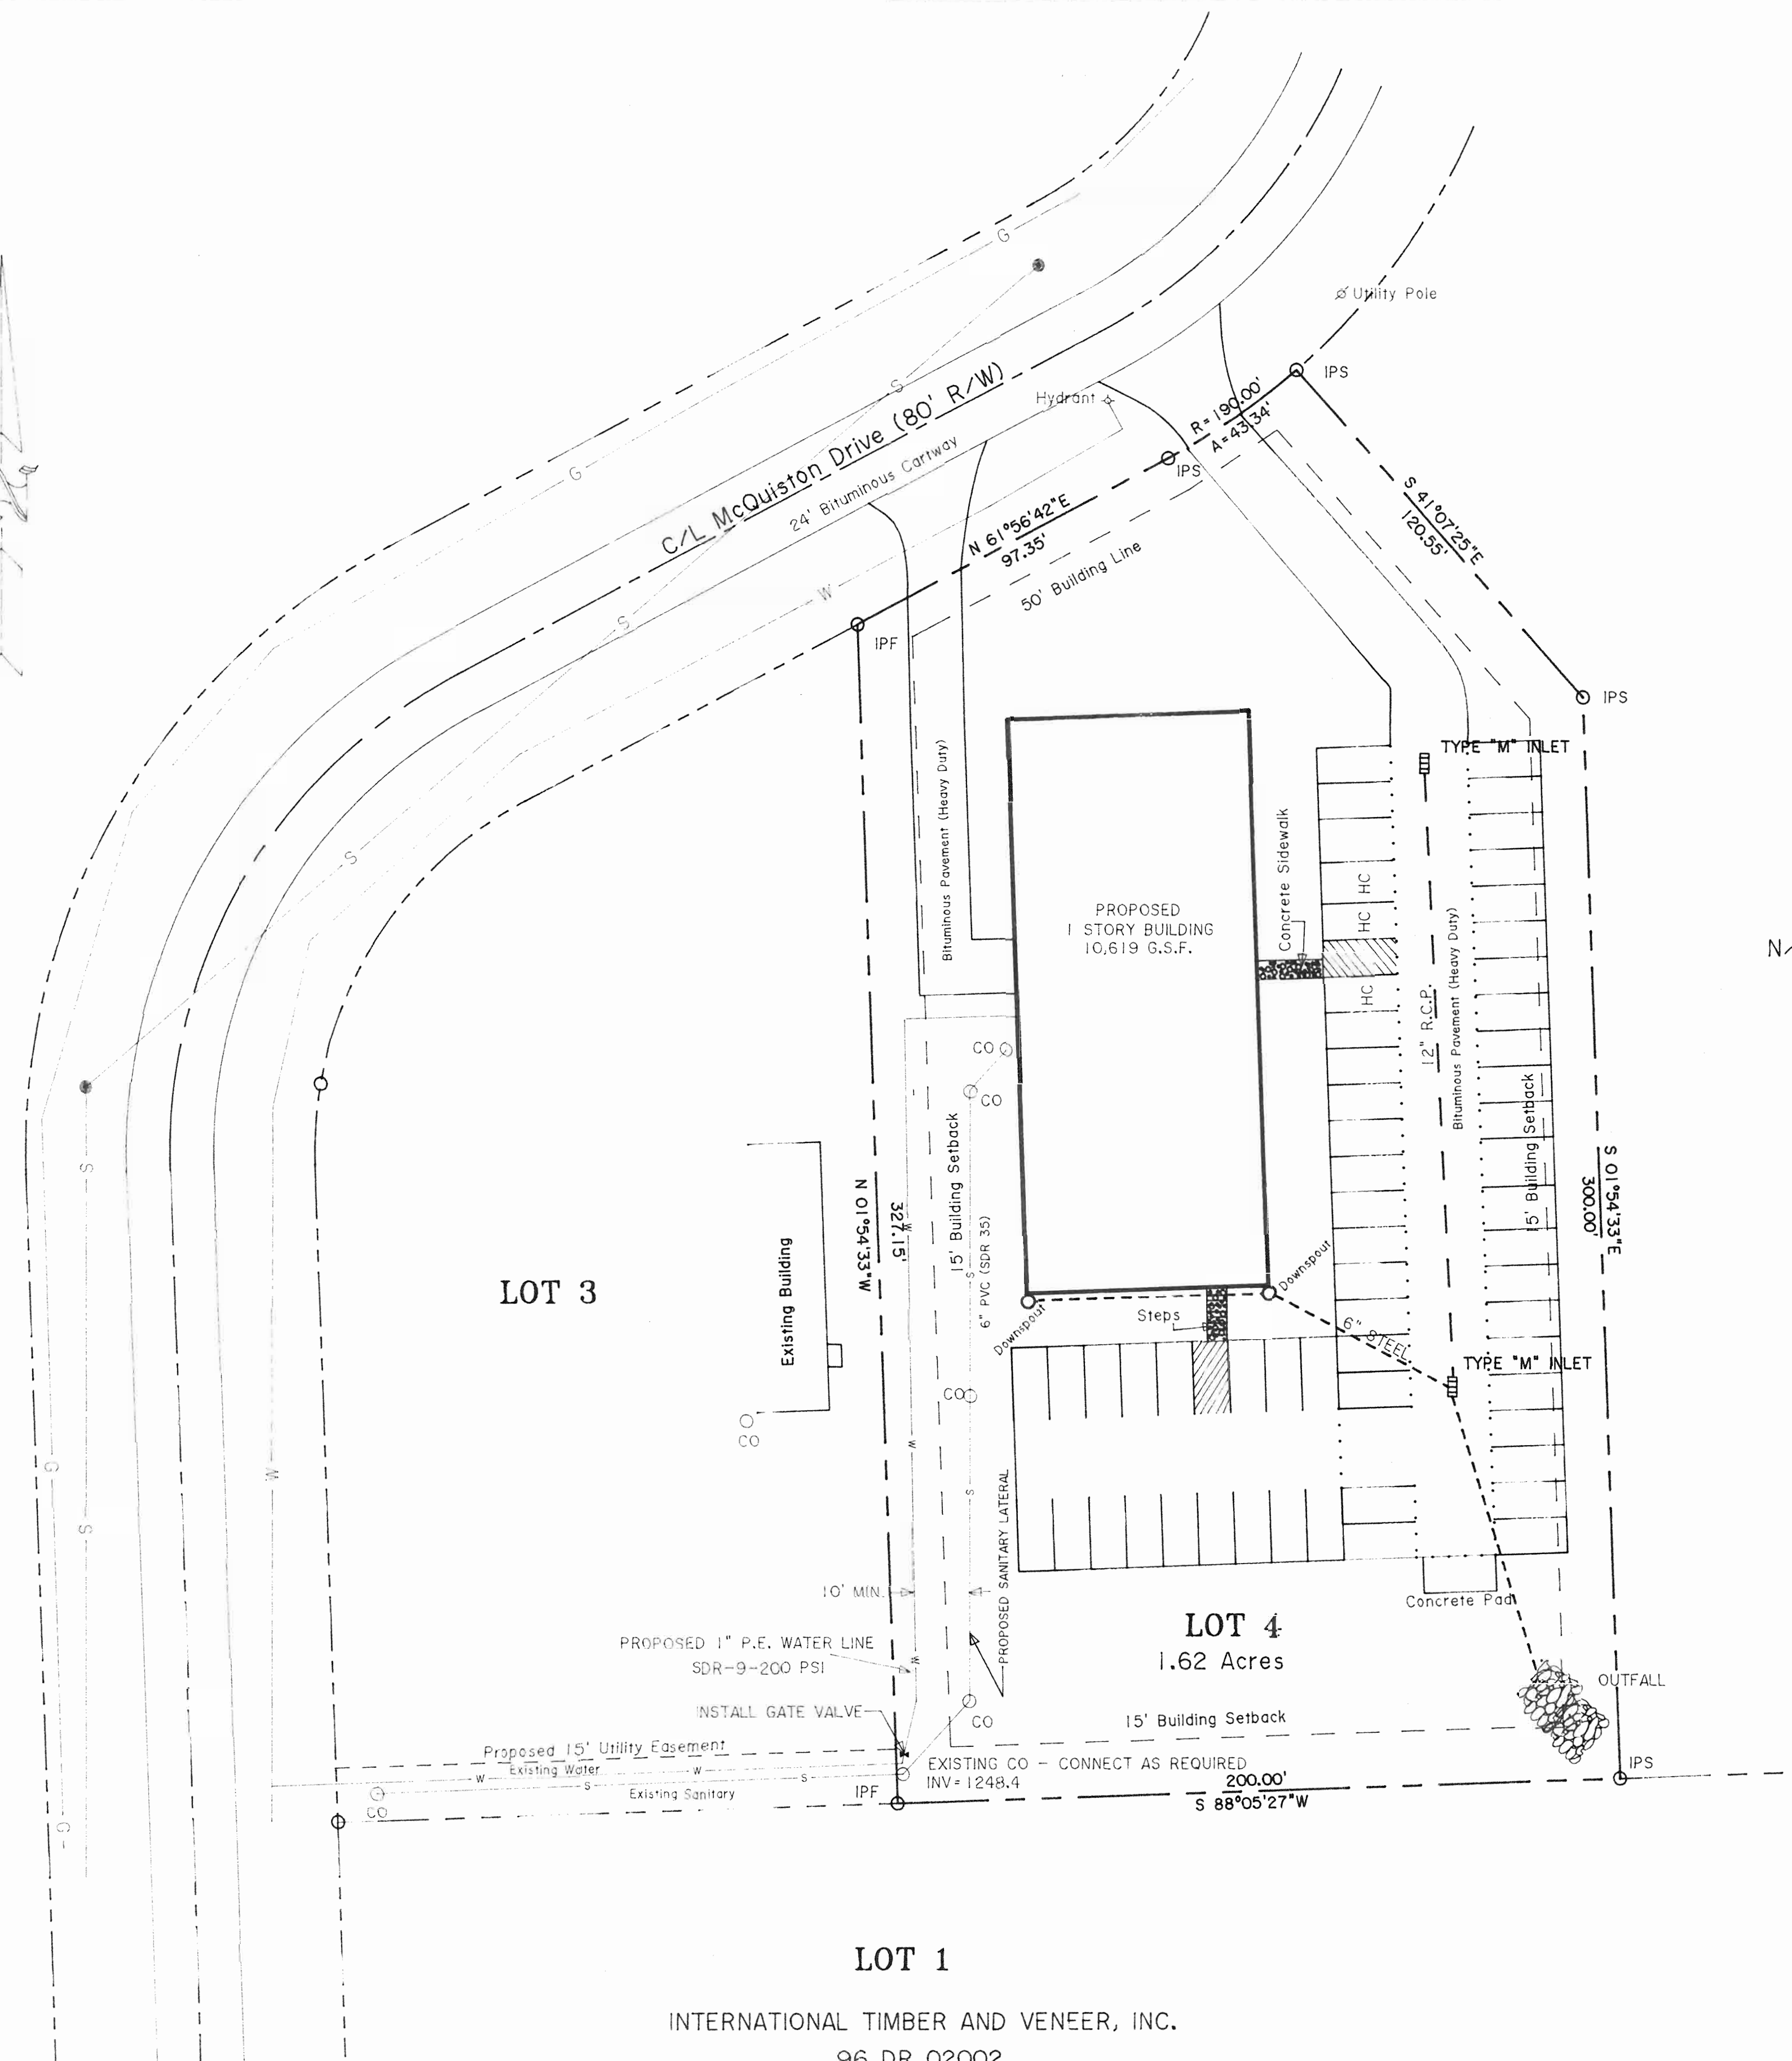 G
Utility Pole
IPS
S
Hydrant
R=190.00'
A=43.34'
C/L McQuiston Drive (80' R/W)
24' Bituminous Cartway
IPS
G
S 41°07'25"E
120.55'
N 61°56'42"E
97.35'
50' Building Line
W
S
IPF
IPS
TYPE "M" INLET
Bituminous Pavement (Heavy Duty)
Concrete Sidewalk
S
HC
HC
PROPOSED
1 STORY BUILDING
10,619 G.S.F.
HC
12" R.C.P.
Bituminous Pavement (Heavy Duty)
CO
CO
15' Building Setback
15' Building Setback
S
N 01°54'33"W
327.15'
W
S 01°54'33"E
300.00'
6" PVC (SDR 35)
S
LOT 3
Existing Building
Downspout
Downspout
Steps
6" STEEL
TYPE "M" INLET
CO
CO
W
G
W
S
S
PROPOSED SANITARY LATERAL
10' MIN.
Concrete Pad
LOT 4
1.62 Acres
PROPOSED 1" P.E. WATER LINE
SDR-9-200 PSI
W
OUTFALL
INSTALL GATE VALVE
CO
15' Building Setback
Proposed 15' Utility Easement
Existing Water
W
W
S
S
Existing Sanitary
EXISTING CO - CONNECT AS REQUIRED
INV=1248.4
IPF
IPS
200.00'
S 88°05'27"W
CO
G
LOT 1
INTERNATIONAL TIMBER AND VENEER, INC.
96 DR 02002